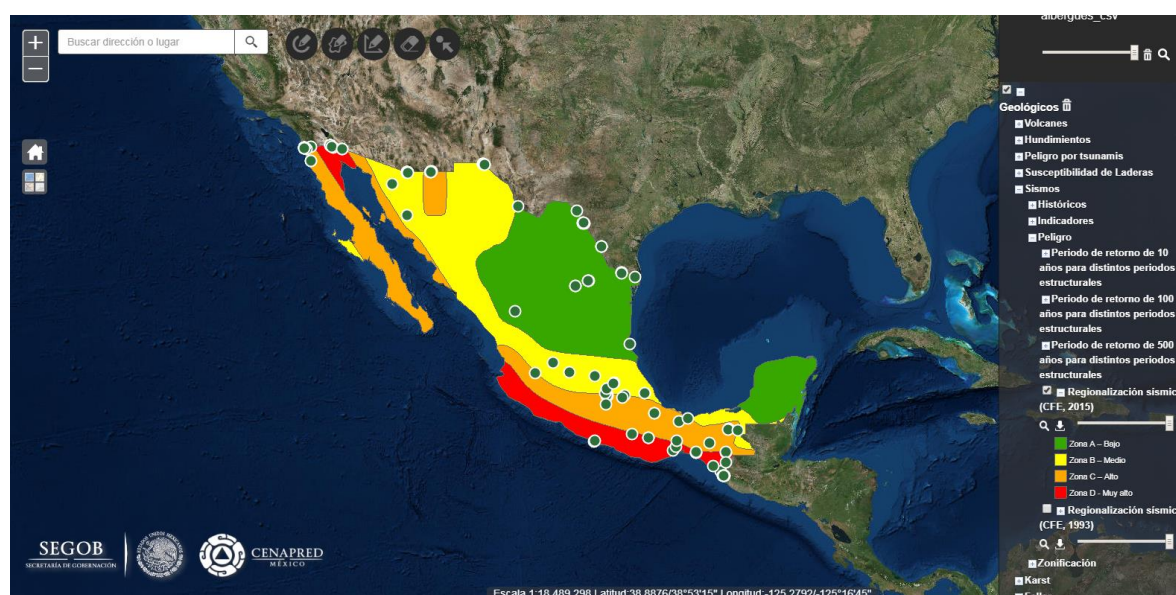 albergues_csv
Buscar dirección o lugar
Geológicos
Volcanes
Hundimientos
Peligro por tsunamis
Susceptibilidad de Laderas
Sismos
Históricos
Indicadores
Peligro
Periodo de retorno de 10
años para distintos periodos
estructurales
Periodo de retorno de 100
años para distintos periodos
estructurales
Periodo de retorno de 500
años para distintos periodos
estructurales
Regionalización sísmic
(CFE, 2015)
Zona A – Bajo
Zona B – Medio
Zona C – Alto
Zona D - Muy alto
Regionalización sísmic
(CFE, 1993)
Zonificación
Karst
SEGOB
SECRETARÍA DE GOBERNACIÓN
CENAPRED
MÉXICO
Escala 1:18,489,298 | Latitud:38.8876/38°53'15" Longitud:-125.2792/-125°16'45"